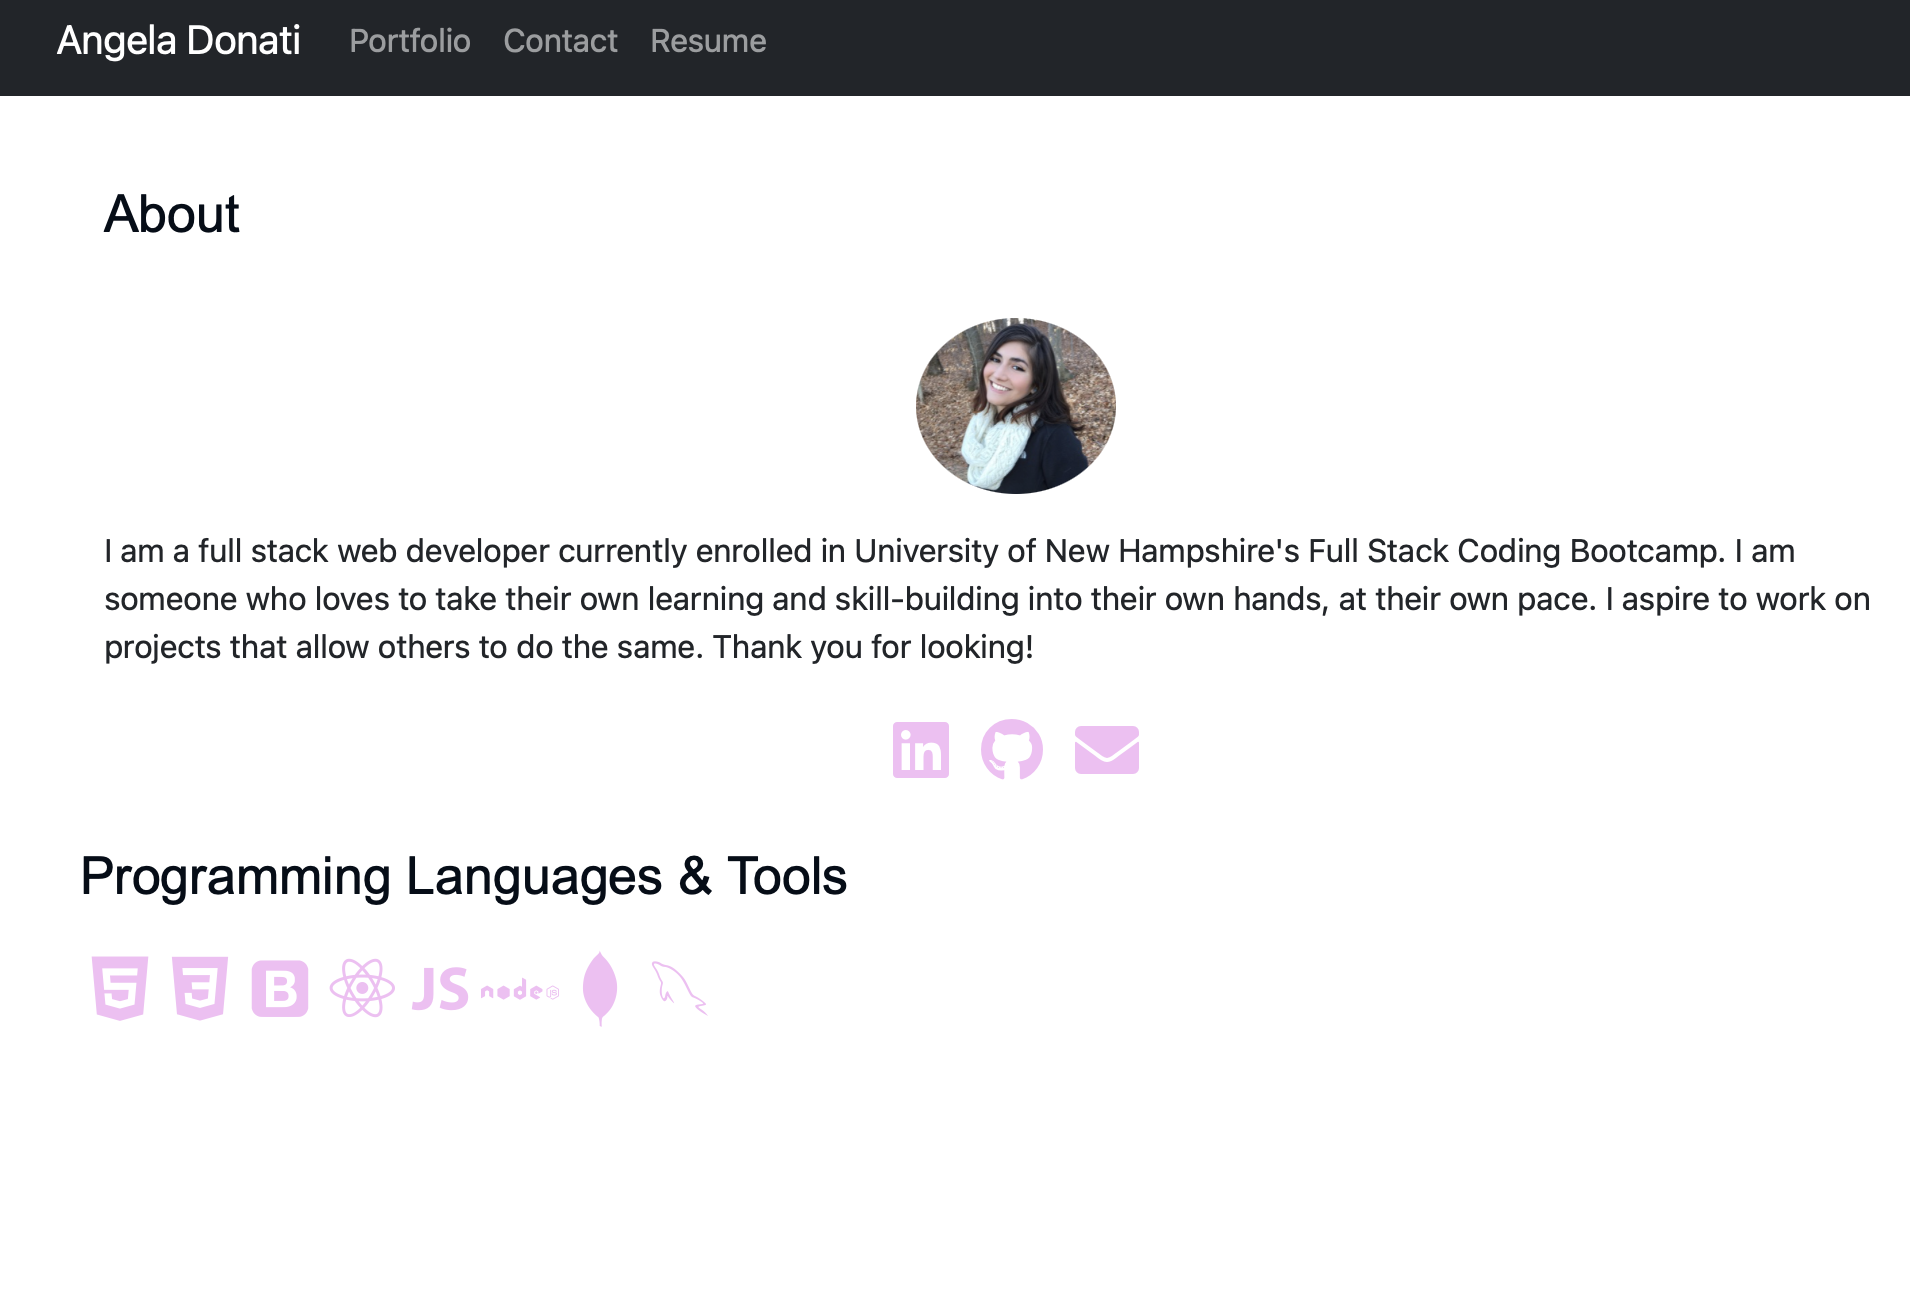 Angela Donati Portfolio Contact Resume
About
I am a full stack web developer currently enrolled in University of New Hampshire's Full Stack Coding Bootcamp. I am
someone who loves to take their own learning and skill-building into their own hands, at their own pace. I aspire to work on
projects that allow others to do the same. Thank you for looking!
in
Programming Languages & Tools
5 3 B JS node JS